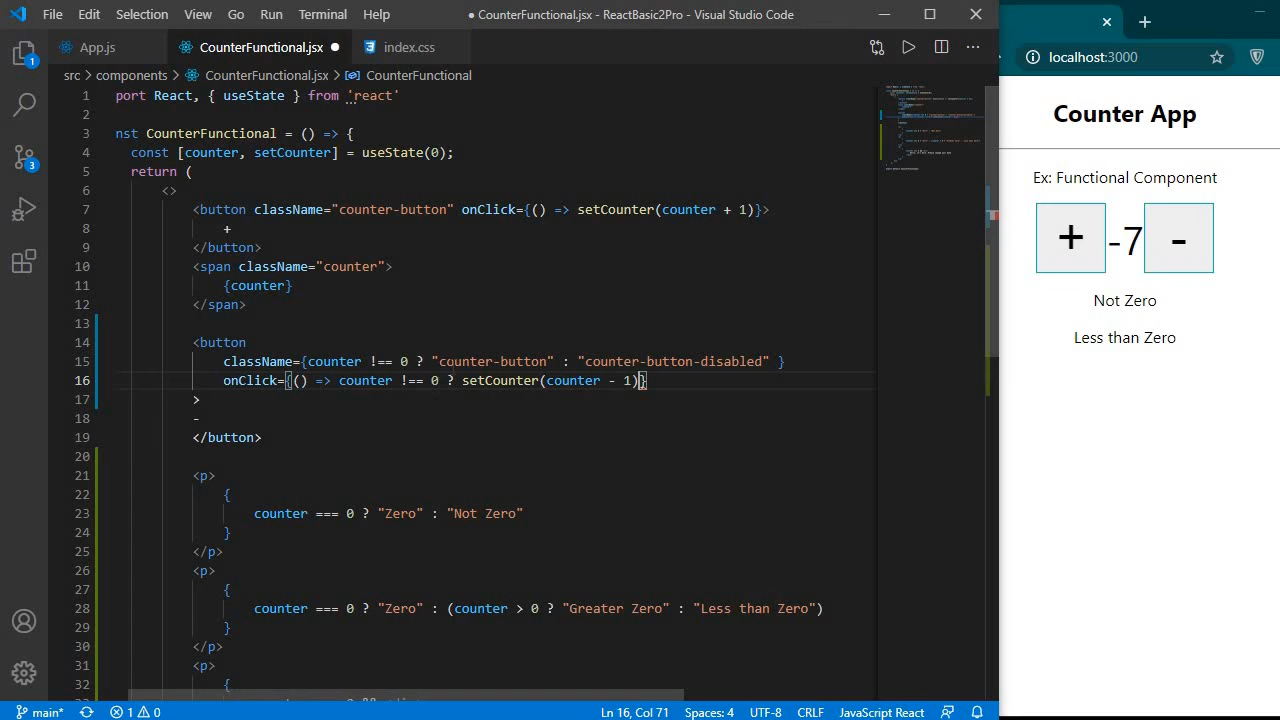 File Edit Selection View Go Run Terminal Help
● CounterFunctional.jsx - ReactBasic2Pro - Visual Studio Code
App.js CounterFunctional.jsx ● index.css
src > components > CounterFunctional.jsx > CounterFunctional
1 port React, { useState } from 'react'
2
3 nst CounterFunctional = () => {
4 const [counter, setCounter] = useState(0);
5 return (
6 <>
7 <button className="counter-button" onClick={() => setCounter(counter + 1)}>
8 +
9 </button>
10 <span className="counter">
11 {counter}
12 </span>
13
14 <button
15 className={counter !== 0 ? "counter-button" : "counter-button-disabled" }
16 onClick={() => counter !== 0 ? setCounter(counter - 1)}
17 >
18 -
19 </button>
20
21 <p>
22 {
23 counter === 0 ? "Zero" : "Not Zero"
24 }
25 </p>
26 <p>
27 {
28 counter === 0 ? "Zero" : (counter > 0 ? "Greater Zero" : "Less than Zero")
29 }
30 </p>
31 <p>
32 {
1
3
main* 1 0
Ln 16, Col 71 Spaces: 4 UTF-8 CRLF JavaScript React
localhost:3000
Counter App
Ex: Functional Component
+ -7 -
Not Zero
Less than Zero